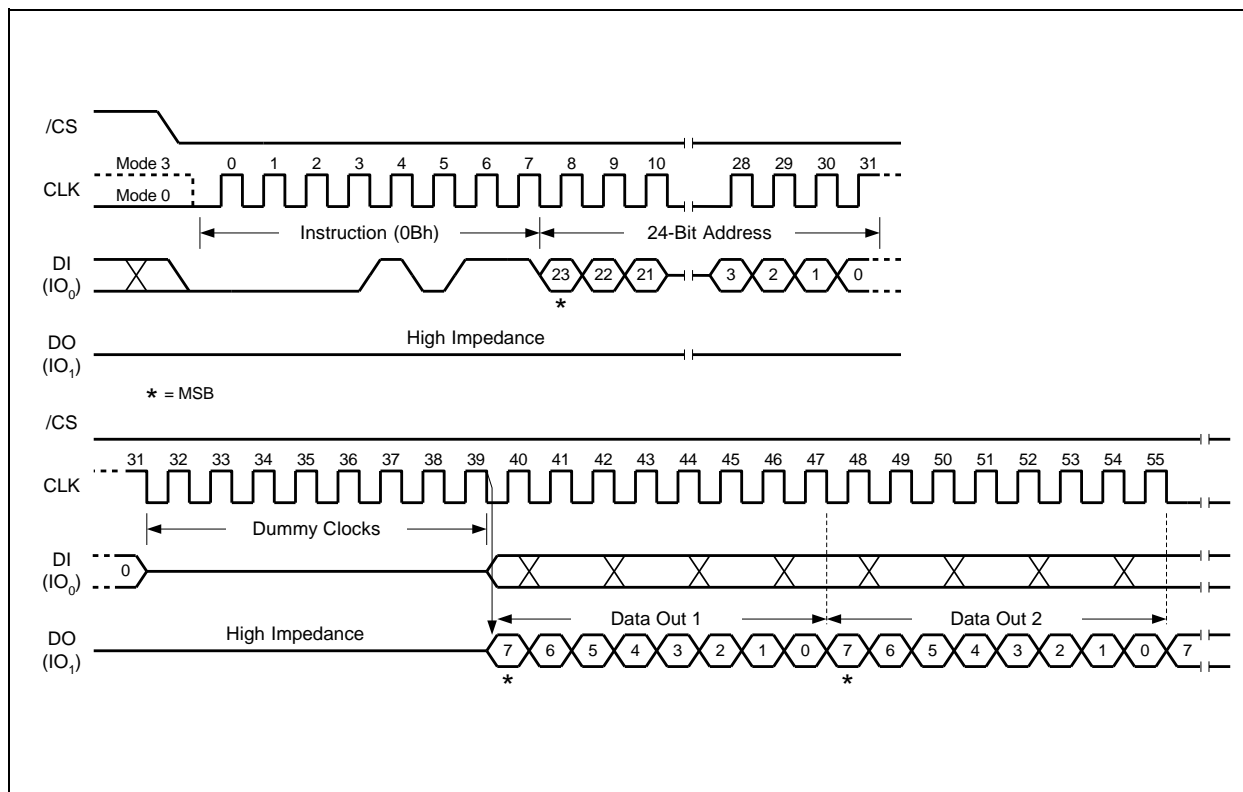 /CS
Mode 3 0 1 2 3 4 5 6 7 8 9 10 28 29 30 31
CLK Mode 0
Instruction (0Bh) 24-Bit Address
DI
(IO0) 23 22 21 3 2 1 0
*
High Impedance
DO
(IO1)
* = MSB
/CS
31 32 33 34 35 36 37 38 39 40 41 42 43 44 45 46 47 48 49 50 51 52 53 54 55
CLK
Dummy Clocks
DI
(IO0) 0
Data Out 1 Data Out 2
High Impedance
DO
(IO1) 7 6 5 4 3 2 1 0 7 6 5 4 3 2 1 0 7
* *